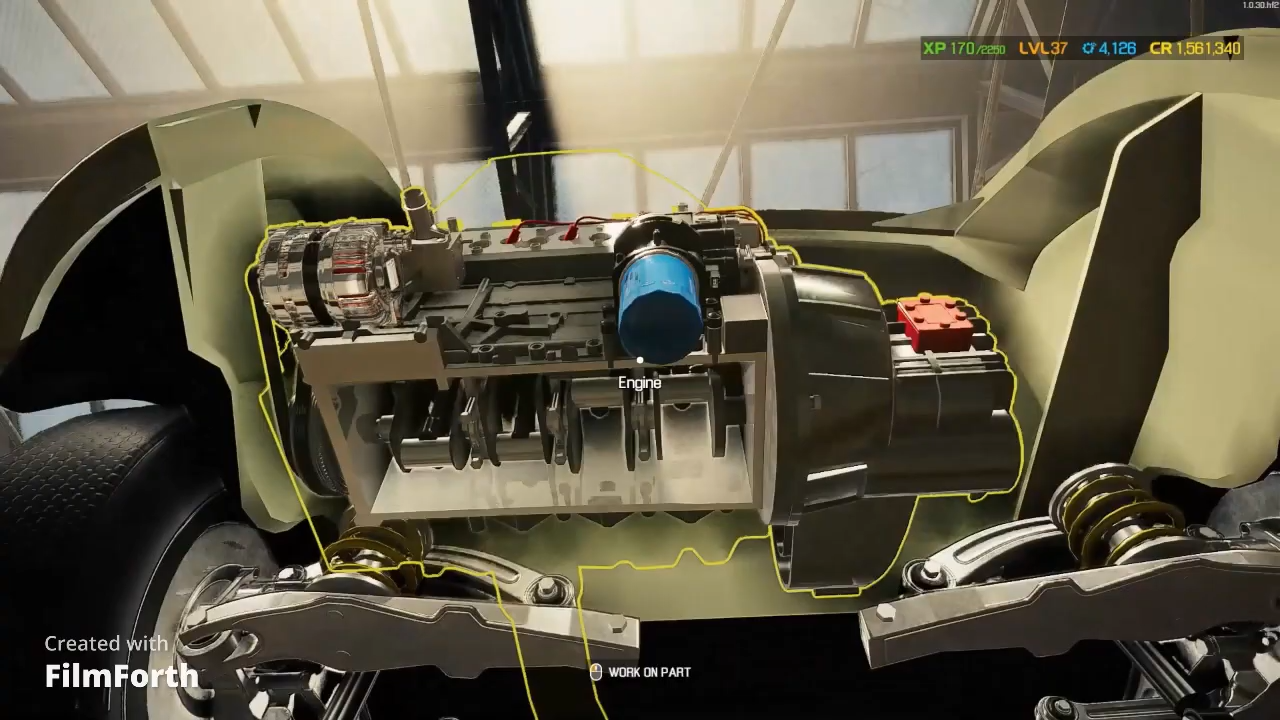 1.0.30.hf2
XP 170/2250 LVL37 4,126 CR 1,561,340
Engine
Created with
FilmForth
WORK ON PART